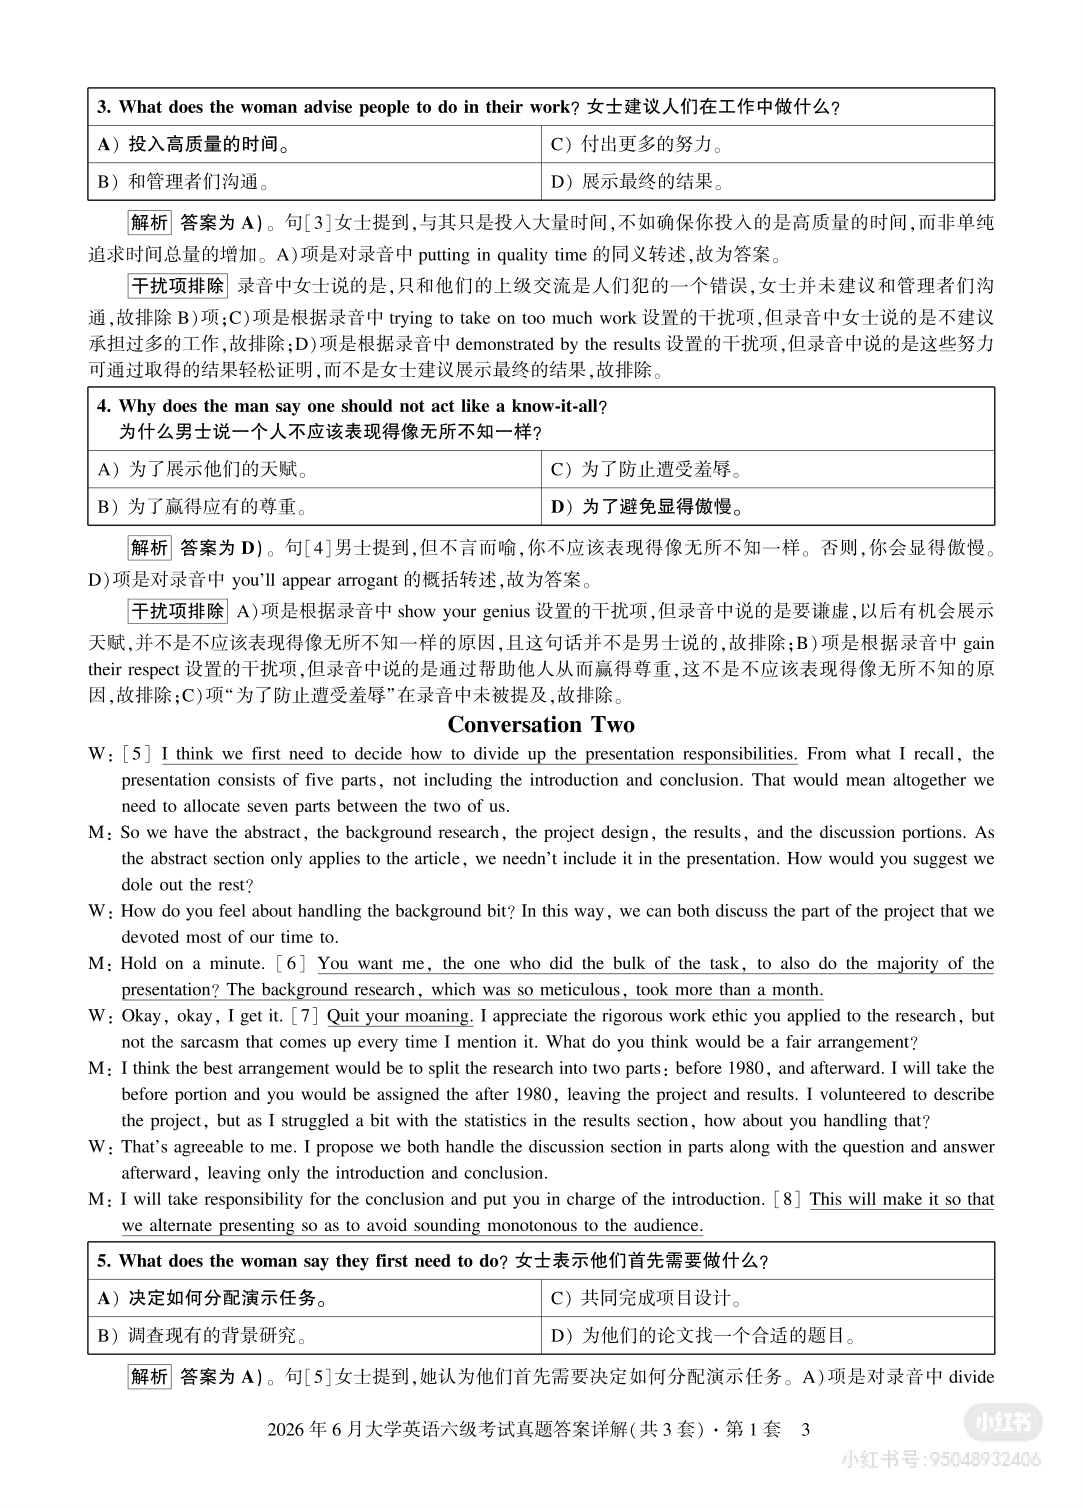 3. What does the woman advise people to do in their work? 女士建议人们在工作中做什么?
A) 投入高质量的时间。
C) 付出更多的努力。
B) 和管理者们沟通。
D) 展示最终的结果。
解析 答案为 A)。句[3]女士提到,与其只是投入大量时间,不如确保你投入的是高质量的时间,而非单纯
追求时间总量的增加。A)项是对录音中 putting in quality time 的同义转述,故为答案。
干扰项排除 录音中女士说的是,只和他们的上级交流是人们犯的一个错误,女士并未建议和管理者们沟
通,故排除 B)项;C)项是根据录音中 trying to take on too much work 设置的干扰项,但录音中女士说的是不建议
承担过多的工作,故排除;D)项是根据录音中 demonstrated by the results 设置的干扰项,但录音中说的是这些努力
可通过取得的结果轻松证明,而不是女士建议展示最终的结果,故排除。
4. Why does the man say one should not act like a know-it-all?
为什么男士说一个人不应该表现得像无所不知一样?
A) 为了展示他们的天赋。
C) 为了防止遭受羞辱。
B) 为了赢得应有的尊重。
D) 为了避免显得傲慢。
解析 答案为 D)。句[4]男士提到,但不言而喻,你不应该表现得像无所不知一样。否则,你会显得傲慢。
D)项是对录音中 you'll appear arrogant 的概括转述,故为答案。
干扰项排除 A)项是根据录音中 show your genius 设置的干扰项,但录音中说的是要谦虚,以后有机会展示
天赋,并不是不应该表现得像无所不知一样的原因,且这句话并不是男士说的,故排除;B)项是根据录音中 gain
their respect 设置的干扰项,但录音中说的是通过帮助他人从而赢得尊重,这不是不应该表现得像无所不知的原
因,故排除;C)项“为了防止遭受羞辱”在录音中未被提及,故排除。
Conversation Two
W: [5] I think we first need to decide how to divide up the presentation responsibilities. From what I recall, the
presentation consists of five parts, not including the introduction and conclusion. That would mean altogether we
need to allocate seven parts between the two of us.
M: So we have the abstract, the background research, the project design, the results, and the discussion portions. As
the abstract section only applies to the article, we needn't include it in the presentation. How would you suggest we
dole out the rest?
W: How do you feel about handling the background bit? In this way, we can both discuss the part of the project that we
devoted most of our time to.
M: Hold on a minute. [6] You want me, the one who did the bulk of the task, to also do the majority of the
presentation? The background research, which was so meticulous, took more than a month.
W: Okay, okay, I get it. [7] Quit your moaning. I appreciate the rigorous work ethic you applied to the research, but
not the sarcasm that comes up every time I mention it. What do you think would be a fair arrangement?
M: I think the best arrangement would be to split the research into two parts: before 1980, and afterward. I will take the
before portion and you would be assigned the after 1980, leaving the project and results. I volunteered to describe
the project, but as I struggled a bit with the statistics in the results section, how about you handling that?
W: That's agreeable to me. I propose we both handle the discussion section in parts along with the question and answer
afterward, leaving only the introduction and conclusion.
M: I will take responsibility for the conclusion and put you in charge of the introduction. [8] This will make it so that
we alternate presenting so as to avoid sounding monotonous to the audience.
5. What does the woman say they first need to do? 女士表示他们首先需要做什么?
A) 决定如何分配演示任务。
C) 共同完成项目设计。
B) 调查现有的背景研究。
D) 为他们的论文找一个合适的题目。
解析 答案为 A)。句[5]女士提到,她认为他们首先需要决定如何分配演示任务。A)项是对录音中 divide
2026 年 6 月大学英语六级考试真题答案详解(共 3 套)·第 1 套 3
小红书
小红书号:95048932406